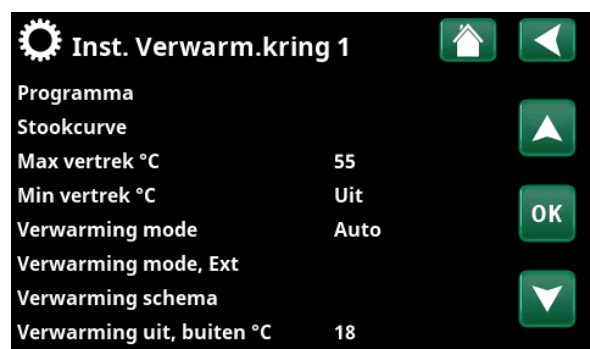 Inst. Verwarm.kring 1
Programma
Stookcurve
Max vertrek °C 55
Min vertrek °C Uit
Verwarming mode Auto
OK
Verwarming mode, Ext
Verwarming schema
Verwarming uit, buiten °C 18